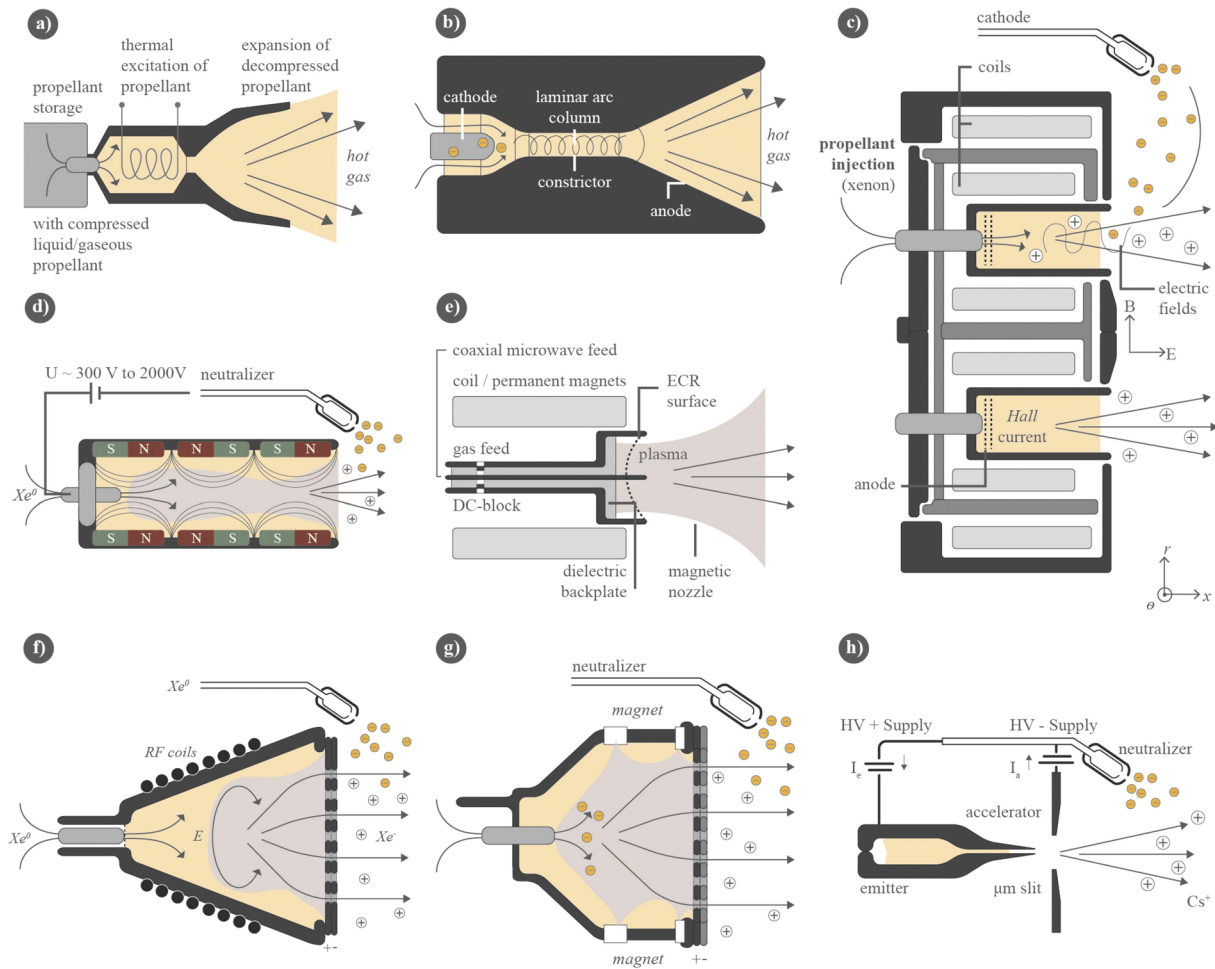 a)
propellant
storage
thermal
excitation of
propellant
expansion of
decompressed
propellant
hot
gas
with compressed
liquid/gaseous
propellant
b)
cathode
laminar arc
column
constrictor
anode
hot
gas
c)
cathode
coils
propellant
injection
(xenon)
electric
fields
B
E
Hall
current
anode
r
x
θ
d)
U ~ 300 V to 2000V
neutralizer
S N N S S N
Xe⁰
S N N S S N
e)
coaxial microwave feed
coil / permanent magnets
ECR
surface
gas feed
plasma
DC-block
dielectric
backplate
magnetic
nozzle
f)
Xe⁰
RF coils
Xe⁰
E
Xe⁻
+-
g)
neutralizer
magnet
magnet
+-
h)
HV + Supply
HV - Supply
neutralizer
Iₑ
Iₐ
accelerator
emitter
μm slit
Cs⁺